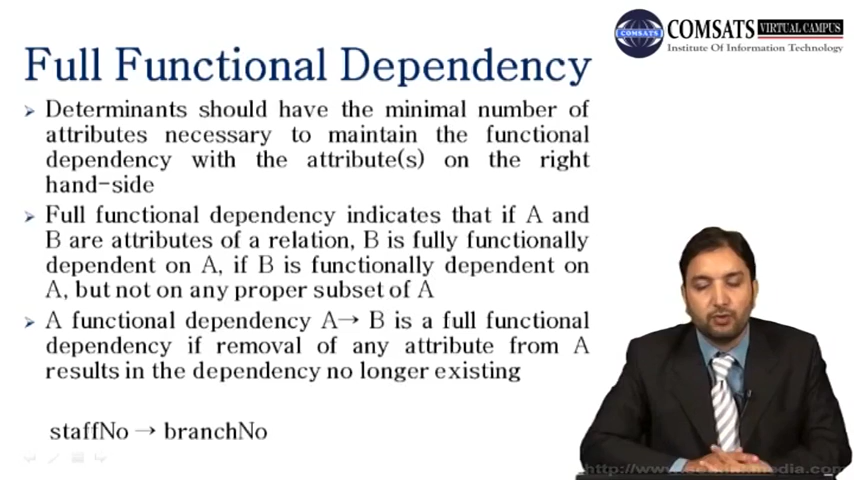 COMSATS VIRTUAL CAMPUS
COMSATS
Institute Of Information Technology
Full Functional Dependency
➢ Determinants should have the minimal number of
attributes necessary to maintain the functional
dependency with the attribute(s) on the right
hand-side
➢ Full functional dependency indicates that if A and
B are attributes of a relation, B is fully functionally
dependent on A, if B is functionally dependent on
A, but not on any proper subset of A
➢ A functional dependency A→ B is a full functional
dependency if removal of any attribute from A
results in the dependency no longer existing
staffNo → branchNo